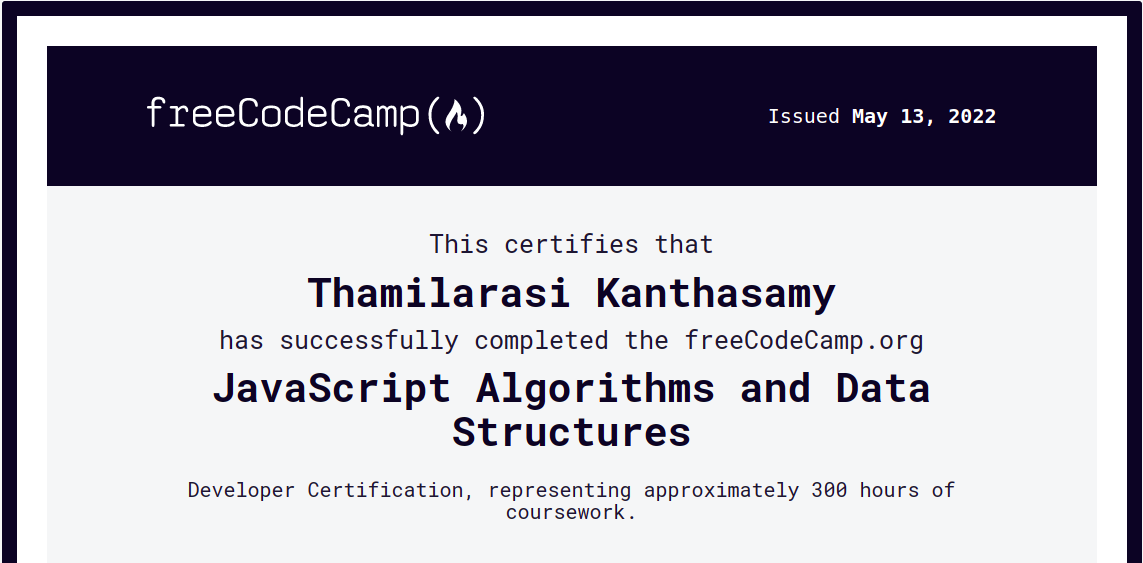 freeCodeCamp
Issued May 13, 2022
This certifies that
Thamilarasi Kanthasamy
has successfully completed the freeCodeCamp.org
JavaScript Algorithms and Data
Structures
Developer Certification, representing approximately 300 hours of
coursework.